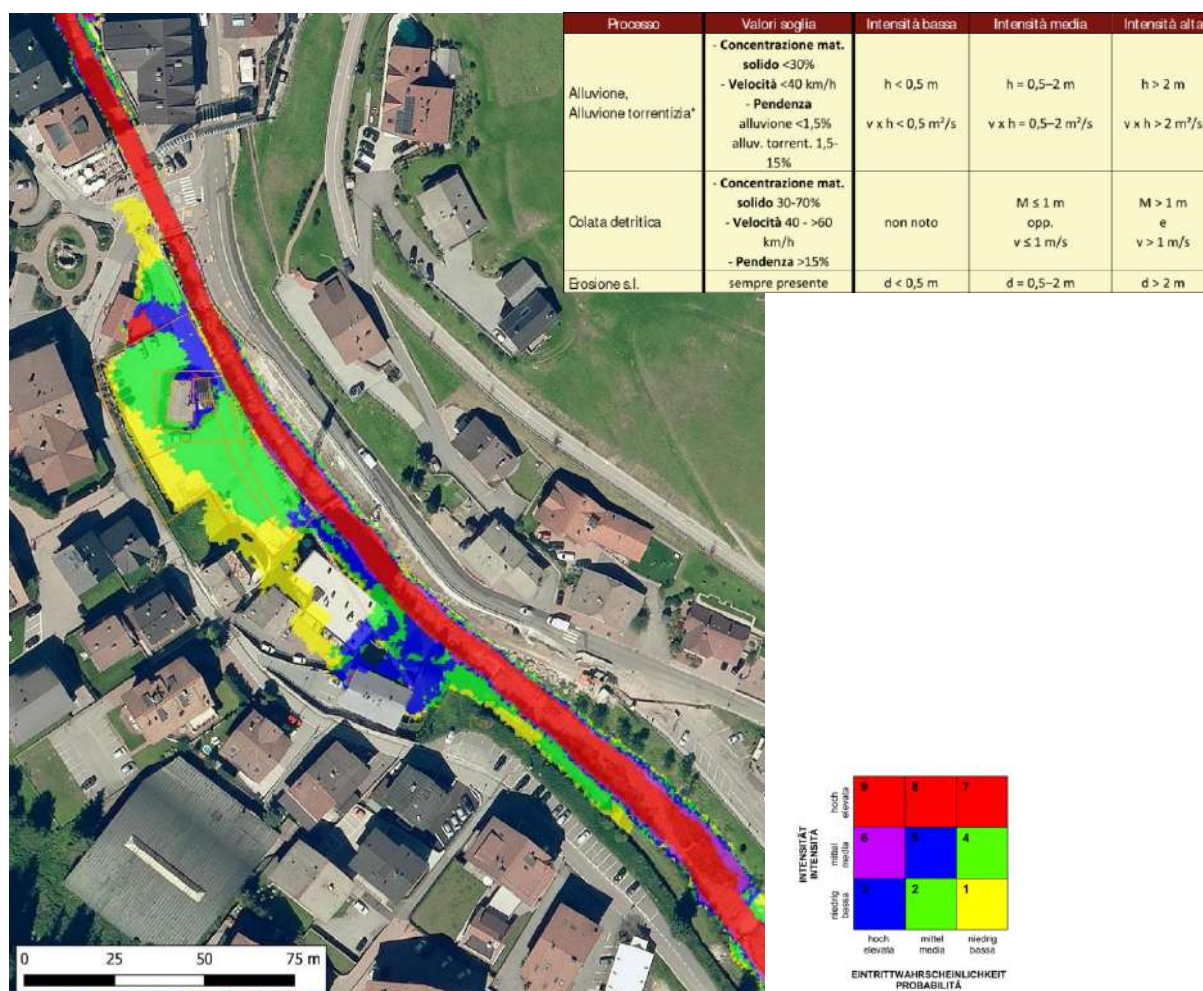 Processo Valori soglia Intensità bassa Intensità media Intensità alta
Alluvione,
Alluvione torrentizia*
- Concentrazione mat.
solido <30%
- Velocità <40 km/h
- Pendenza
alluvione <1,5%
alluv. torrent. 1,5-
15%
h < 0,5 m
v x h < 0,5 m²/s
h = 0,5–2 m
v x h = 0,5–2 m²/s
h > 2 m
v x h > 2 m²/s
Colata detritica
- Concentrazione mat.
solido 30-70%
- Velocità 40 - >60
km/h
- Pendenza >15%
non noto
M ≤ 1 m
opp.
v ≤ 1 m/s
M > 1 m
e
v > 1 m/s
Erosione s.l. sempre presente d < 0,5 m d = 0,5–2 m d > 2 m
0 25 50 75 m
INTENSITÄT
INTENSITÀ
hoch
elevata
9 8 7
mittel
media
6 5 4
niedrig
bassa
3 2 1
hoch
elevata
mittel
media
niedrig
bassa
EINTRITTWAHRSCHEINLICHKEIT
PROBABILITÀ